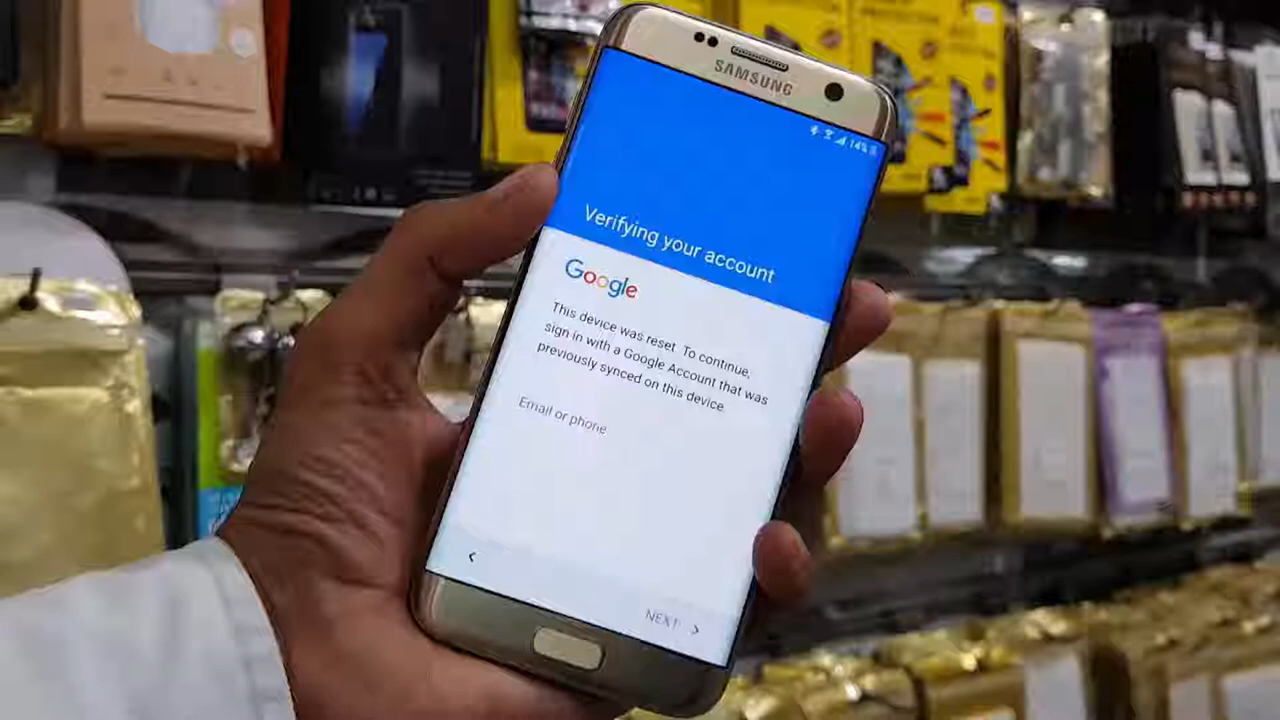 SAMSUNG
14%
Verifying your account
Google
This device was reset. To continue,
sign in with a Google Account that was
previously synced on this device.
Email or phone
NEXT